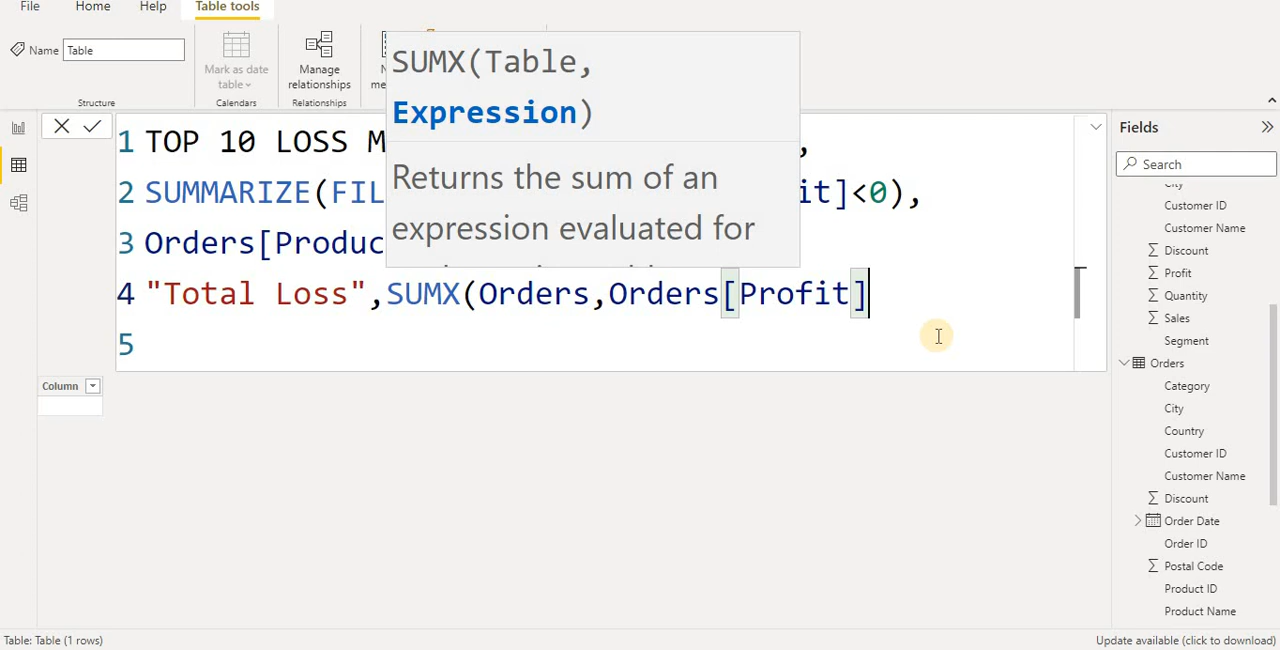 File Home Help Table tools
Name Table
Mark as date
table
Manage
relationships
Structure Calendars Relationships
SUMX(Table,
Expression)
Returns the sum of an
expression evaluated for
1 TOP 10 LOSS M ,
2 SUMMARIZE(FIL it]<0),
3 Orders[Produc
4 "Total Loss",SUMX(Orders,Orders[Profit]
5
Column
Fields
Search
City
Customer ID
Customer Name
Discount
Profit
Quantity
Sales
Segment
Orders
Category
City
Country
Customer ID
Customer Name
Discount
Order Date
Order ID
Postal Code
Product ID
Product Name
Table: Table (1 rows)
Update available (click to download)